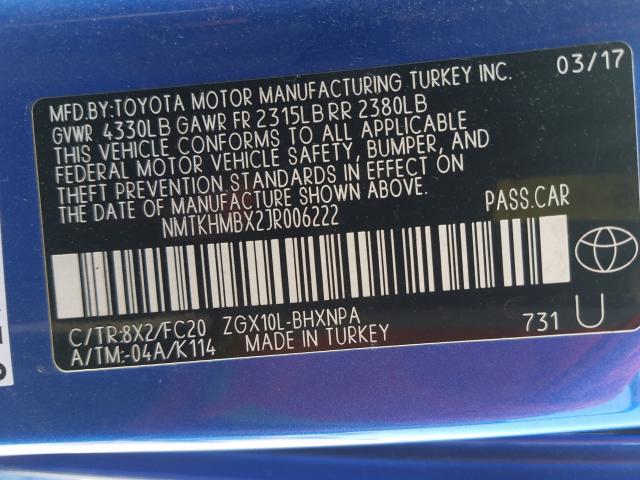 MFD.BY:TOYOTA MOTOR MANUFACTURING TURKEY INC. 03/17
GVWR 4330LB GAWR FR 2315LB RR 2380LB
THIS VEHICLE CONFORMS TO ALL APPLICABLE
FEDERAL MOTOR VEHICLE SAFETY, BUMPER, AND
THEFT PREVENTION STANDARDS IN EFFECT ON
THE DATE OF MANUFACTURE SHOWN ABOVE.
NMTKHMBX2JR006222 PASS.CAR
C/TR:8X2/FC20 ZGX10L-BHXNPA
A/TM:-04A/K114 MADE IN TURKEY 731 U